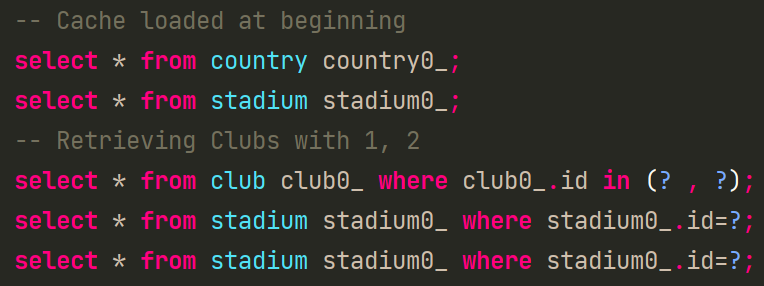 -- Cache loaded at beginning
select * from country country0_;
select * from stadium stadium0_;
-- Retrieving Clubs with 1, 2
select * from club club0_ where club0_.id in (? , ?);
select * from stadium stadium0_ where stadium0_.id=?;
select * from stadium stadium0_ where stadium0_.id=?;